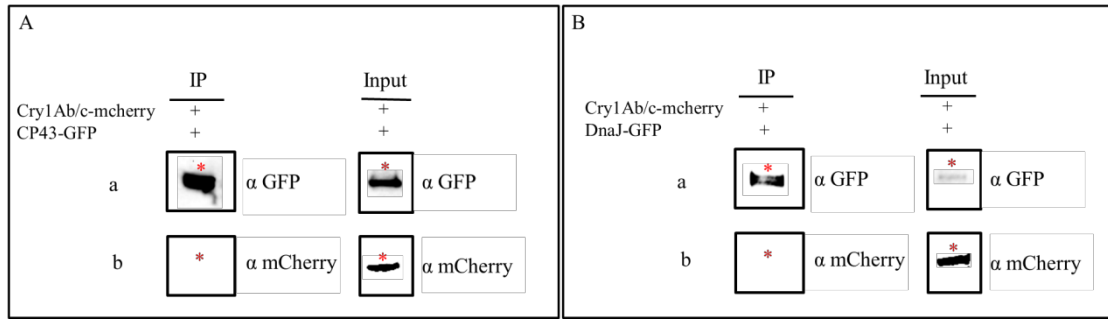 A
IP Input
Cry1Ab/c-mcherry + +
CP43-GFP + +
a * α GFP * α GFP
b * α mCherry * α mCherry
B
IP Input
Cry1Ab/c-mcherry + +
DnaJ-GFP + +
a * α GFP * α GFP
b * α mCherry * α mCherry